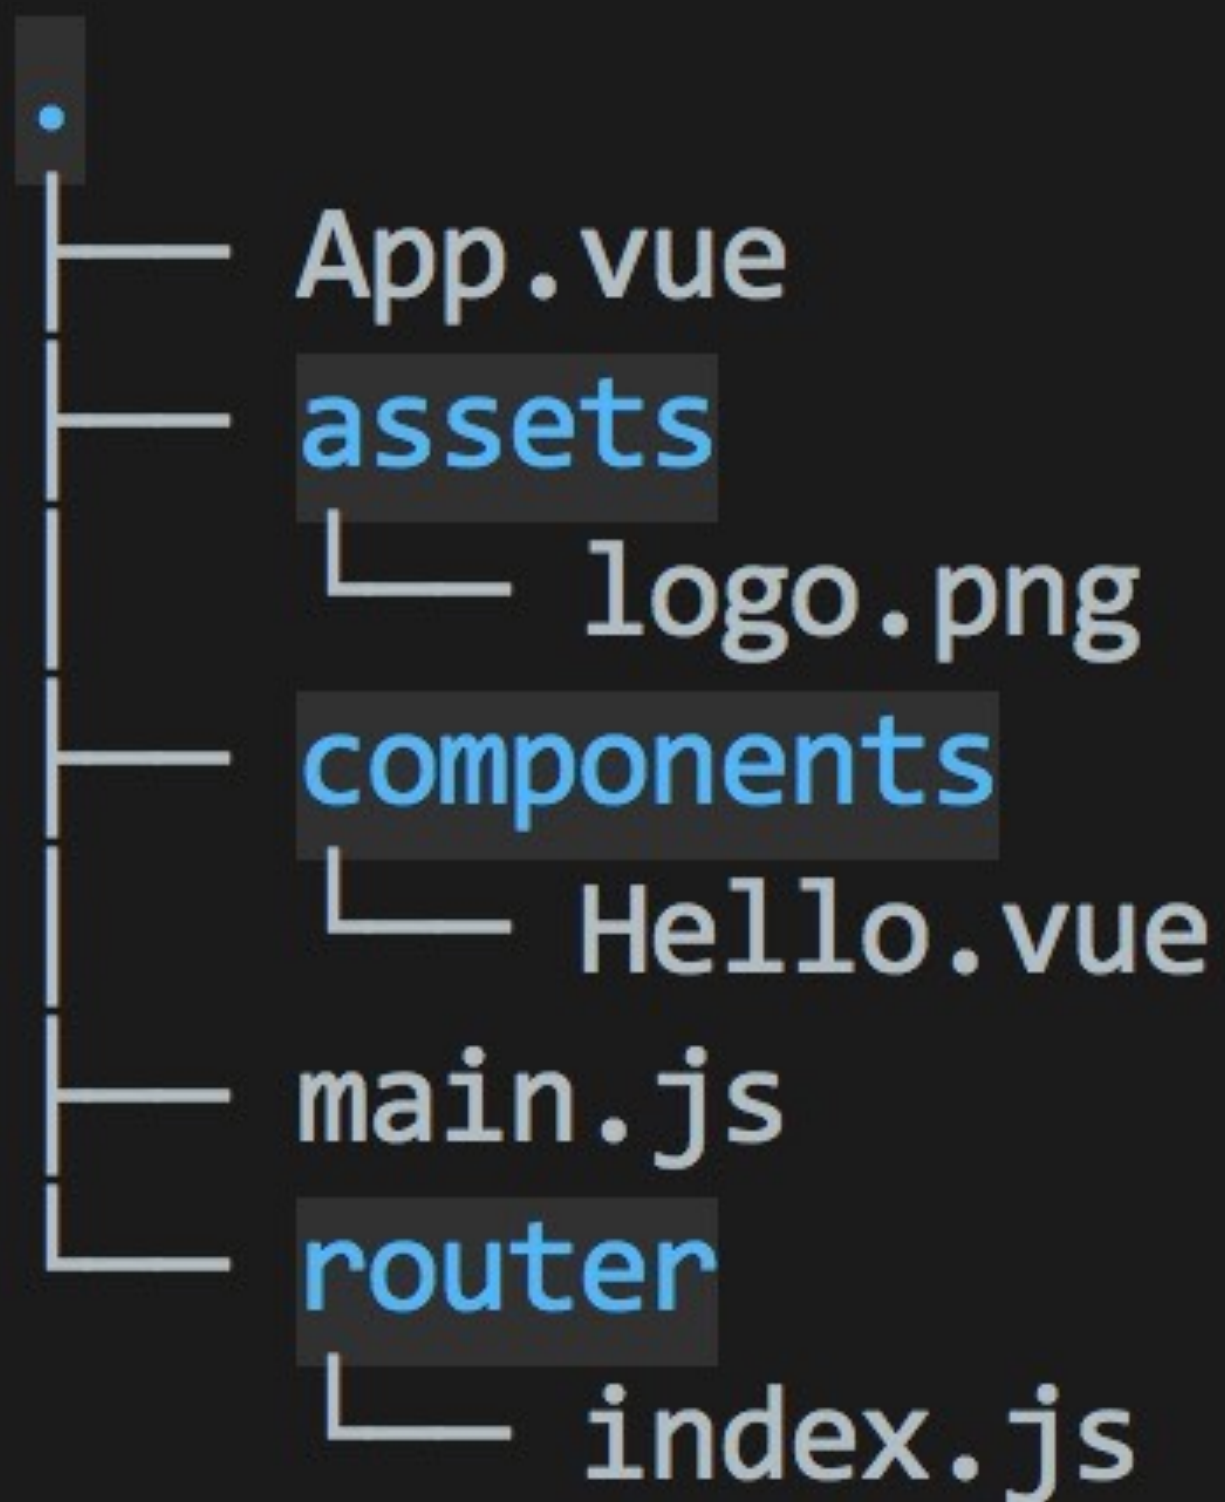 .
├── App.vue
├── assets
│   └── logo.png
├── components
│   └── Hello.vue
├── main.js
└── router
    └── index.js